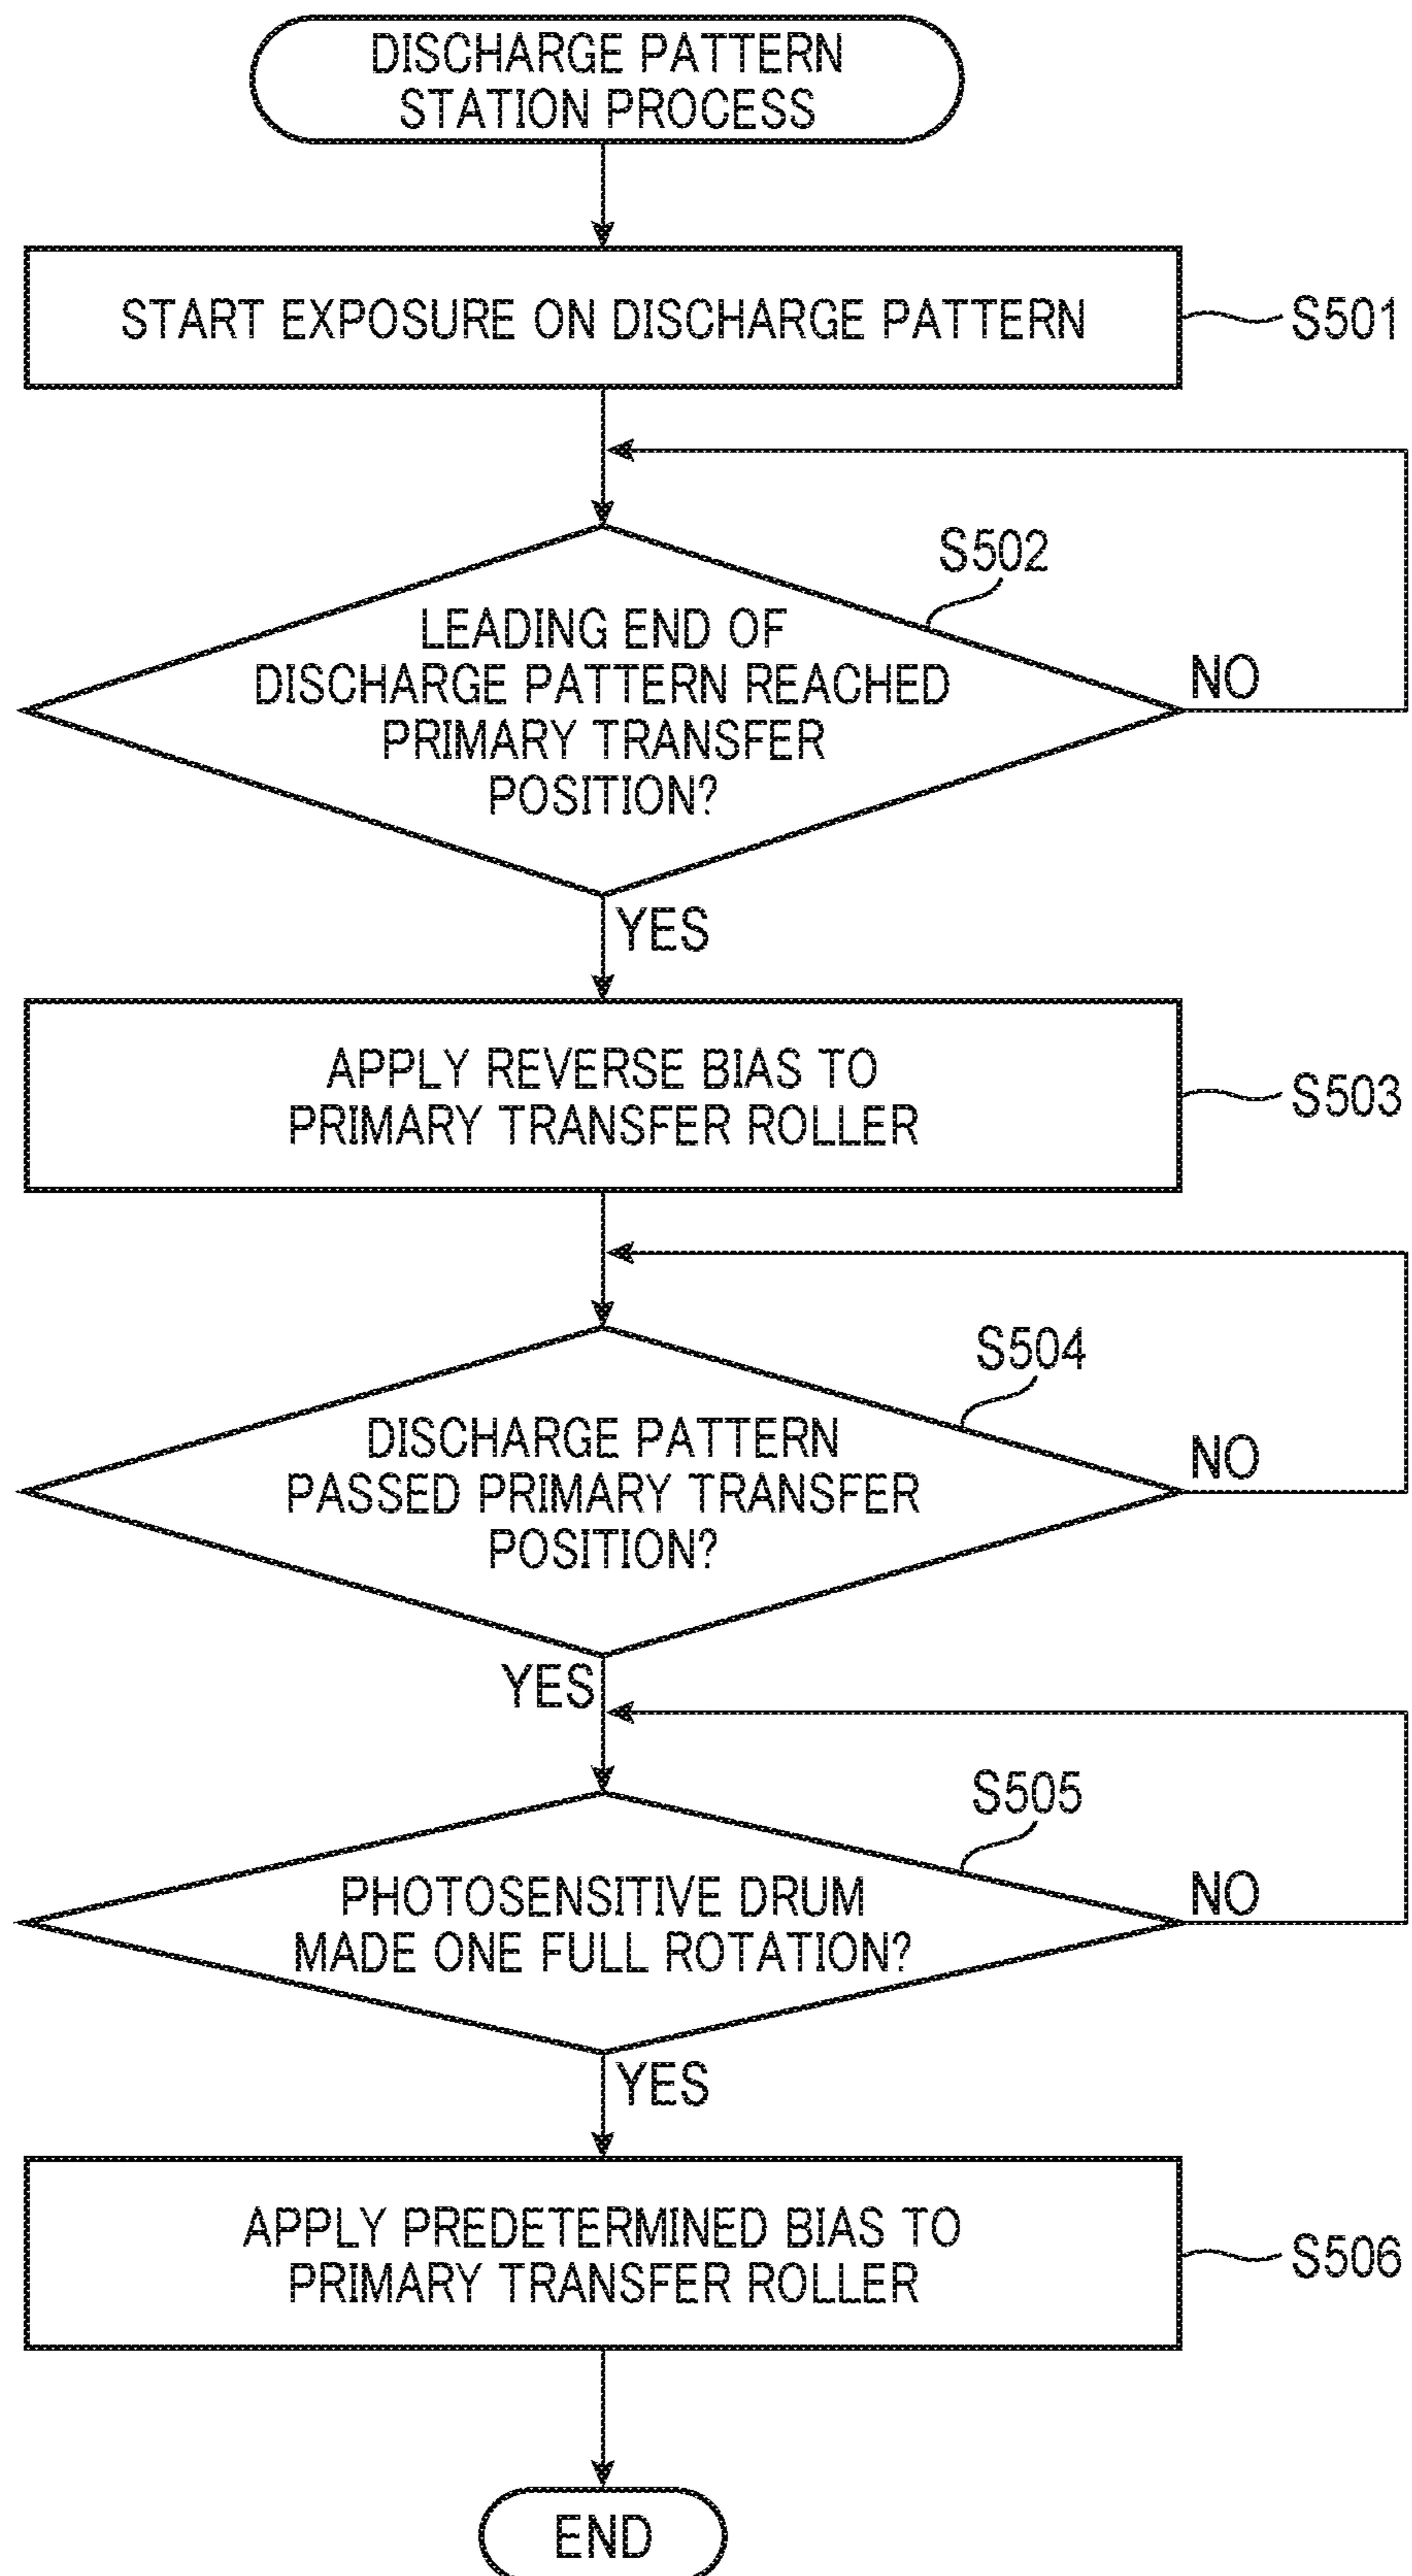 DISCHARGE PATTERN
STATION PROCESS
START EXPOSURE ON DISCHARGE PATTERN
S501
S502
LEADING END OF
DISCHARGE PATTERN REACHED
PRIMARY TRANSFER
POSITION?
NO
YES
APPLY REVERSE BIAS TO
PRIMARY TRANSFER ROLLER
S503
S504
DISCHARGE PATTERN
PASSED PRIMARY TRANSFER
POSITION?
NO
YES
S505
PHOTOSENSITIVE DRUM
MADE ONE FULL ROTATION?
NO
YES
APPLY PREDETERMINED BIAS TO
PRIMARY TRANSFER ROLLER
S506
END